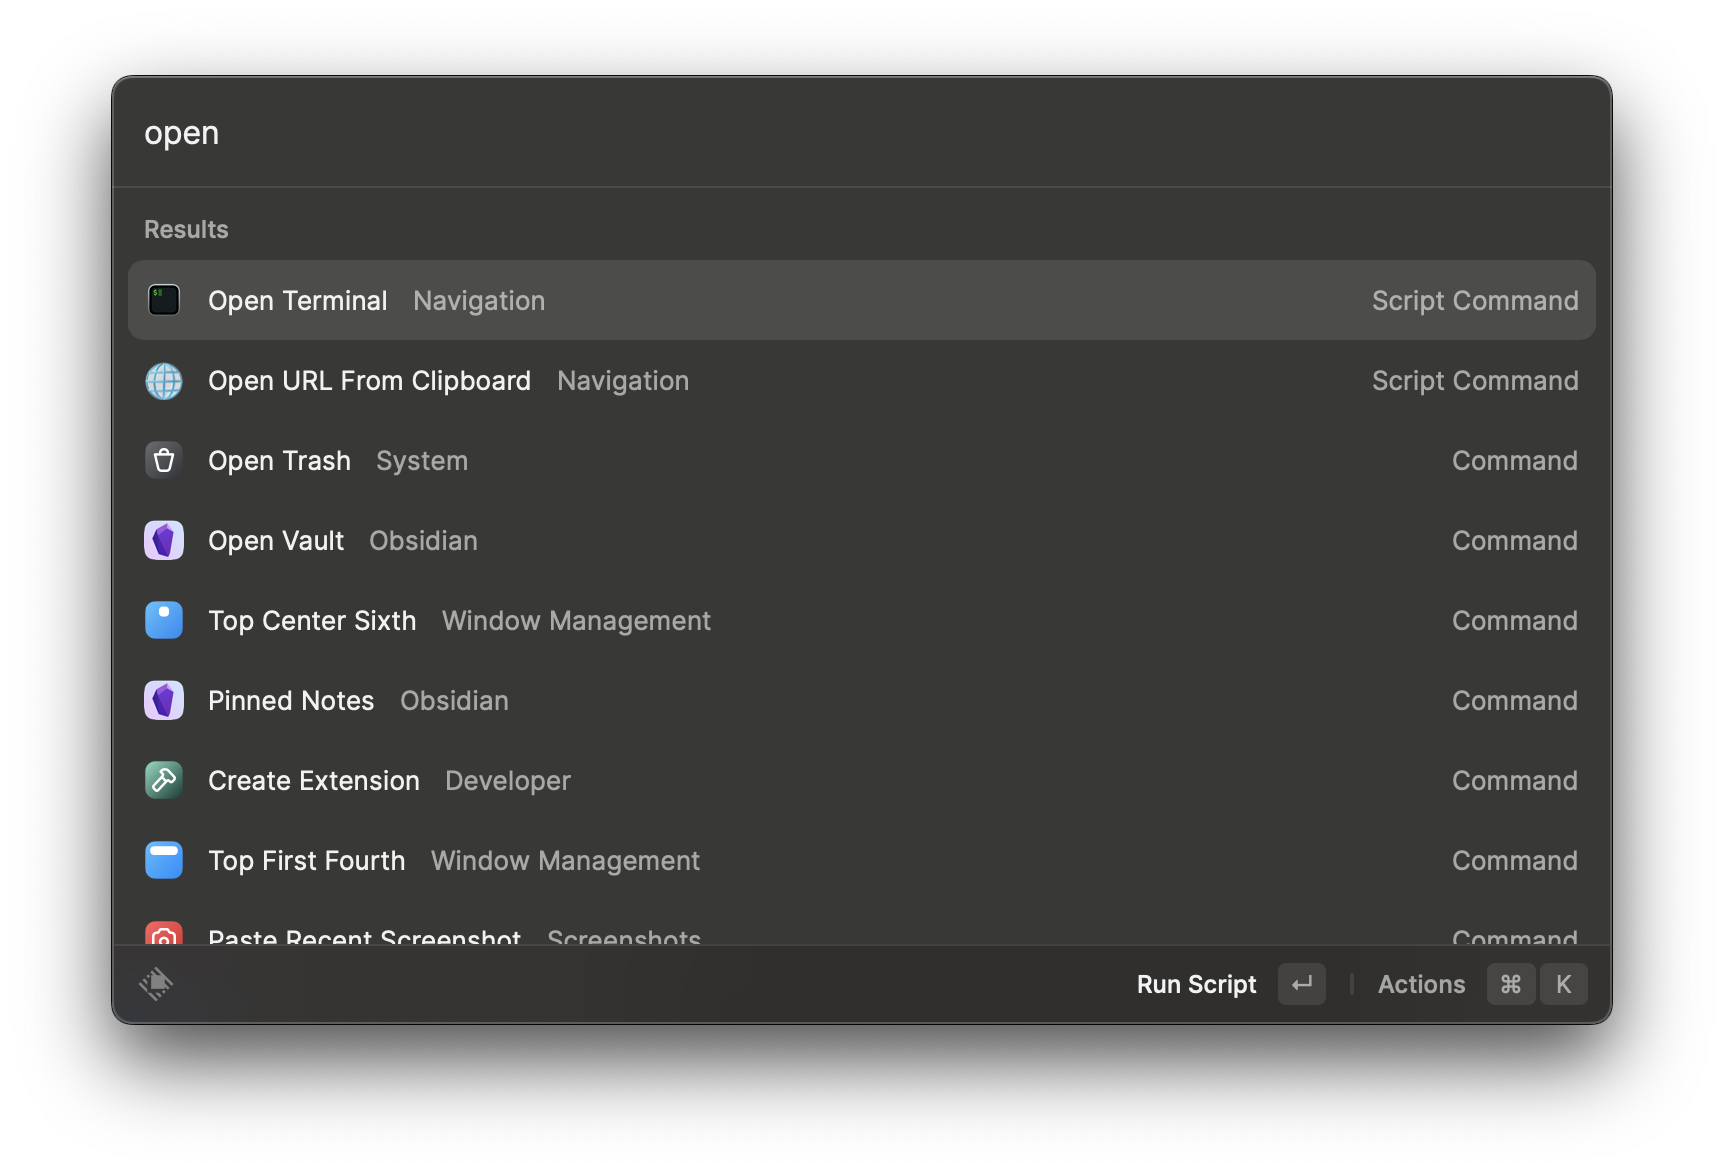 open
Results
Open Terminal Navigation Script Command
Open URL From Clipboard Navigation Script Command
Open Trash System Command
Open Vault Obsidian Command
Top Center Sixth Window Management Command
Pinned Notes Obsidian Command
Create Extension Developer Command
Top First Fourth Window Management Command
Paste Recent Screenshot Screenshots Command
Run Script ↵ Actions ⌘ K